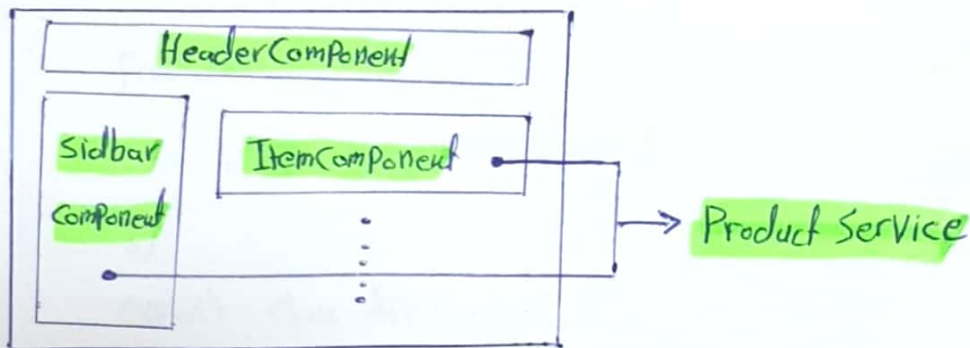 HeaderComponent
Sidbar
Component
ItemComponent
Product Service